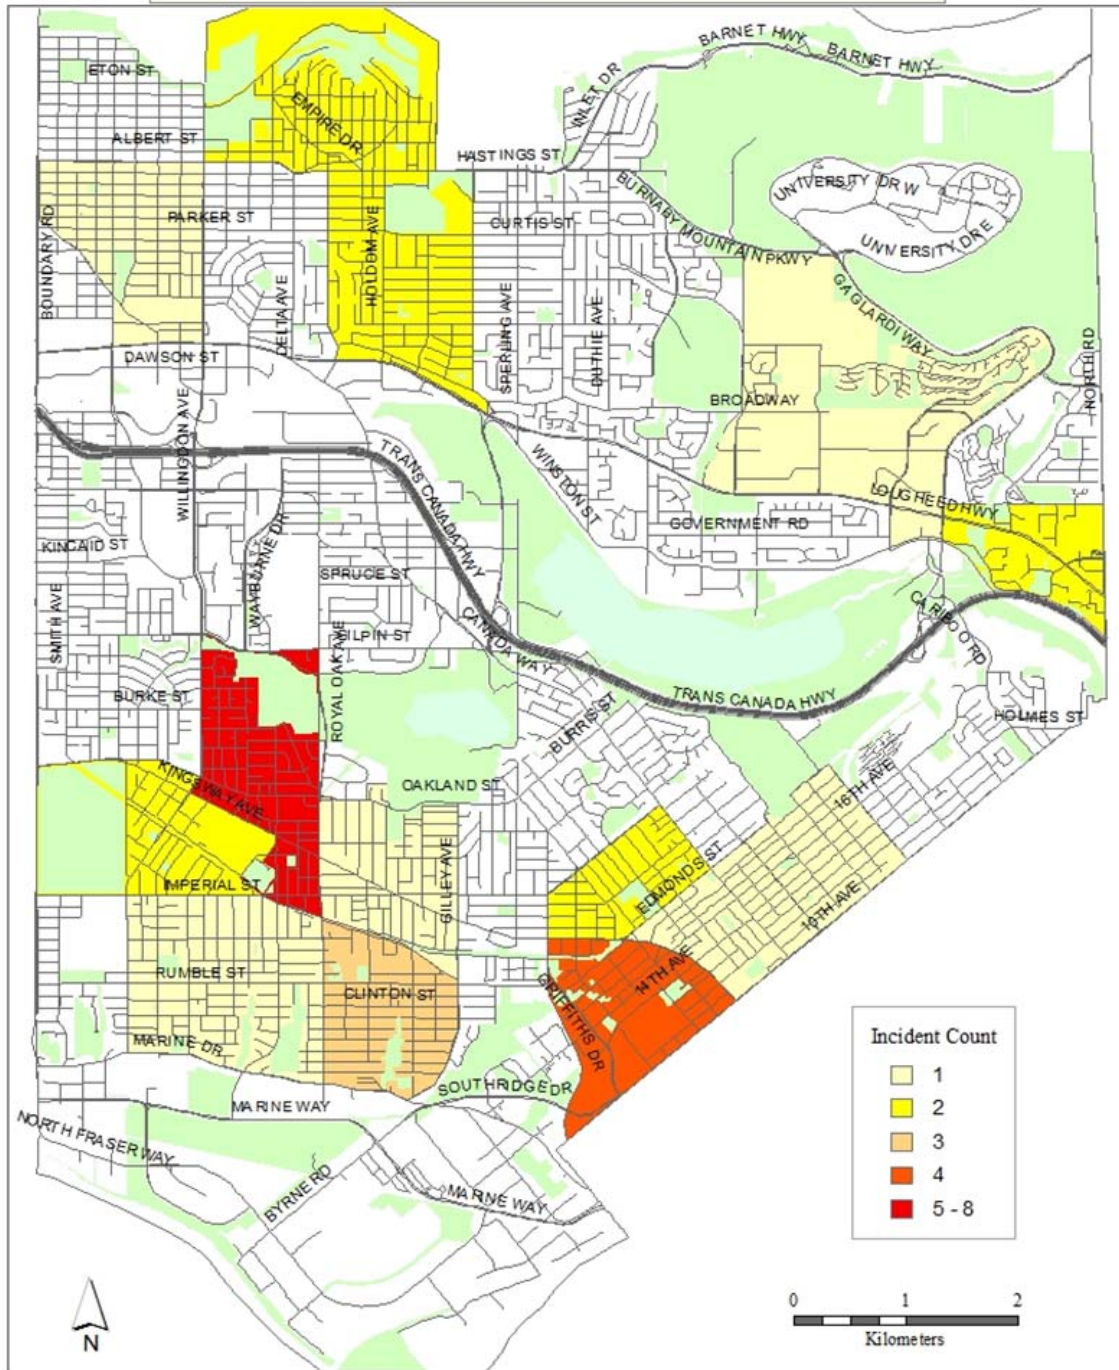 BARNET HWY
BARNET HWY
ETON ST
INLET DR
EMPIRE DR
ALBERT ST
HASTINGS ST
UNIVERSITY DR W
BURNABY MOUNTAIN PKWY
PARKER ST
CURTIS ST
UNIVERSITY DR E
BOUNDARY RD
HOLDOM AVE
DELTA AVE
GAGLARDI WAY
SPERLING AVE
DUTHIE AVE
DAWSON ST
NORTH RD
BROADWAY
WILLINGDON AVE
TRANS CANADA HWY
WINSTON ST
LOUGHEED HWY
GOVERNMENT RD
KINCAID ST
WAYBURNE DR
SPRUCE ST
CARIBOO RD
SMITH AVE
GILPIN ST
CANADA WAY
ROYAL OAK AVE
BURKE ST
TRANS CANADA HWY
BURRIS ST
HOLMES ST
KINGSWAY AVE
OAKLAND ST
16TH AVE
GILLEY AVE
IMPERIAL ST
EDMONDS ST
10TH AVE
RUMBLE ST
14TH AVE
CLINTON ST
GRIFFITHS DR
MARINE DR
SOUTHRIDGE DR
MARINE WAY
NORTH FRASER WAY
BYRNE RD
MARINE WAY
Incident Count
1
2
3
4
5 - 8
N
0 1 2
Kilometers